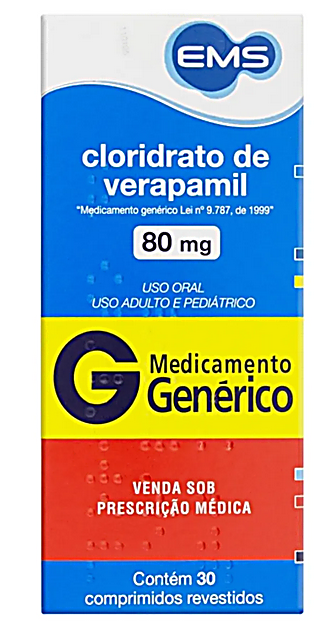 EMS
cloridrato de
verapamil
"Medicamento genérico Lei nº 9.787, de 1999"
80 mg
USO ORAL
USO ADULTO E PEDIÁTRICO
G Medicamento
Genérico
VENDA SOB
PRESCRIÇÃO MÉDICA
Contém 30
comprimidos revestidos